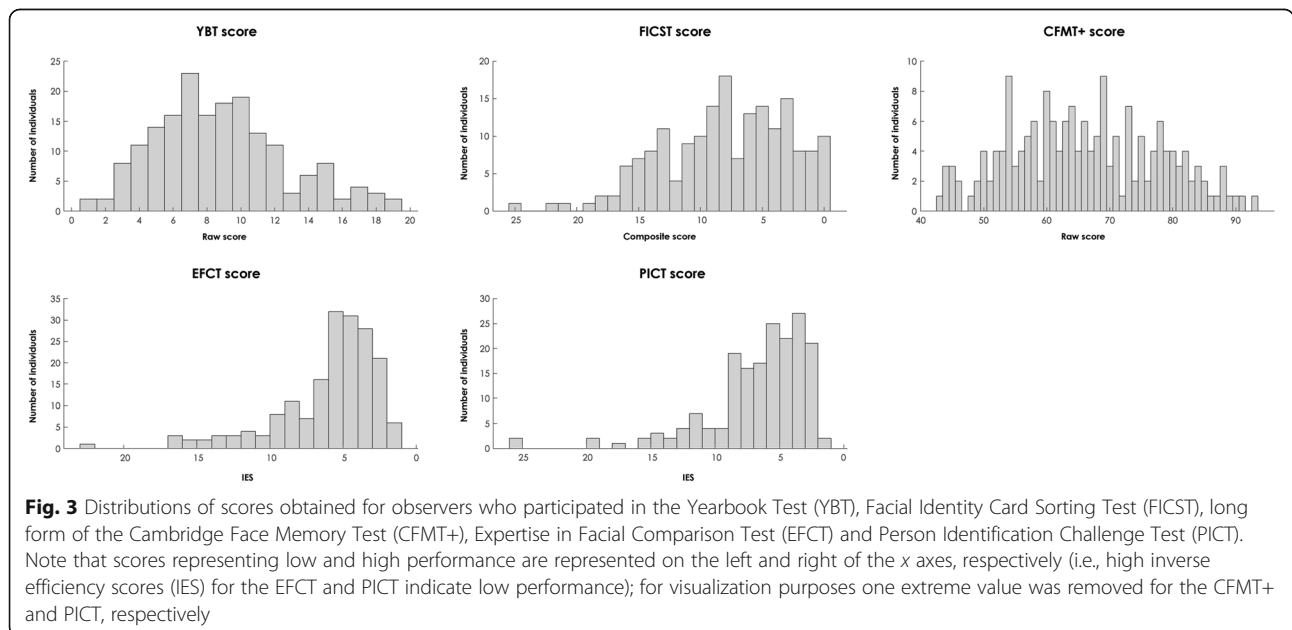 YBT score
25
20
15
10
5
0
Number of individuals
0 2 4 6 8 10 12 14 16 18 20
Raw score
FICST score
20
15
10
5
0
Number of individuals
25 20 15 10 5 0
Composite score
CFMT+ score
10
8
6
4
2
0
Number of individuals
40 50 60 70 80 90
Raw score
EFCT score
35
30
25
20
15
10
5
0
Number of individuals
20 15 10 5 0
IES
PICT score
30
25
20
15
10
5
0
Number of individuals
25 20 15 10 5 0
IES
Fig. 3 Distributions of scores obtained for observers who participated in the Yearbook Test (YBT), Facial Identity Card Sorting Test (FICST), long
form of the Cambridge Face Memory Test (CFMT+), Expertise in Facial Comparison Test (EFCT) and Person Identification Challenge Test (PICT).
Note that scores representing low and high performance are represented on the left and right of the x axes, respectively (i.e., high inverse
efficiency scores (IES) for the EFCT and PICT indicate low performance); for visualization purposes one extreme value was removed for the CFMT+
and PICT, respectively